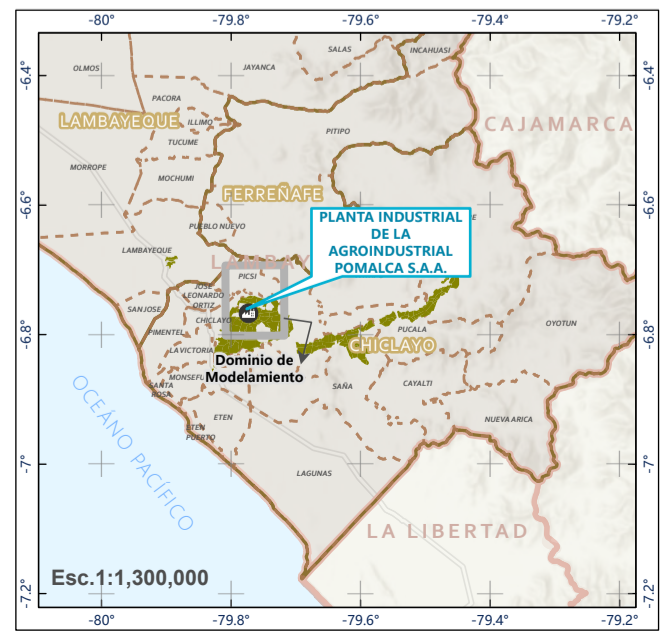 -80°
-79.8°
-79.6°
-79.4°
-79.2°
-6.4°
-6.6°
-6.8°
-7°
-7.2°
-6.4°
-6.6°
-6.8°
-7°
-7.2°
SALAS
INCAHUASI
OLMOS
JAYANCA
PACORA
LAMBAYEQUE
ILLIMO
CAJAMARCA
TUCUME
PITIPO
MORROPE
MOCHUMI
FERREÑAFE
PUEBLO NUEVO
PLANTA INDUSTRIAL
DE LA
AGROINDUSTRIAL
POMALCA S.A.A.
LAMBAYEQUE
PICSI
JOSE
LEONARDO
ORTIZ
SAN JOSE
CHICLAYO
PIMENTEL
PUCALA
OYOTUN
LA VICTORIA
CHICLAYO
Dominio de
Modelamiento
MONSEFU
SANTA
ROSA
SAÑA
CAYALTI
OCEÁNO PACÍFICO
ETEN
ETEN
PUERTO
NUEVA ARICA
LAGUNAS
LA LIBERTAD
Esc.1:1,300,000
-80°
-79.8°
-79.6°
-79.4°
-79.2°